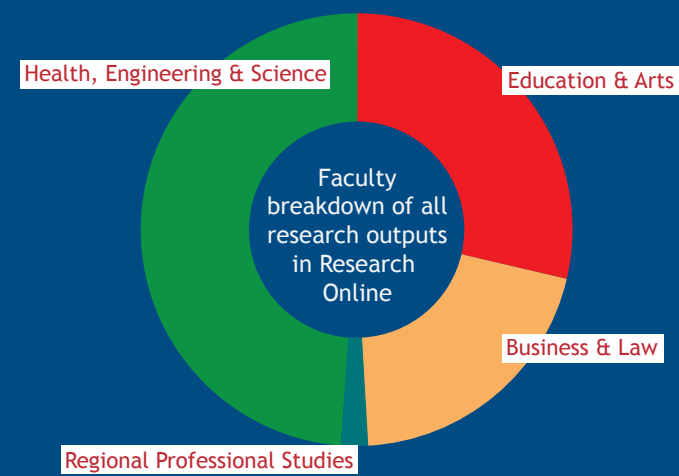 Health, Engineering & Science
Education & Arts
Faculty
breakdown of all
research outputs
in Research
Online
Business & Law
Regional Professional Studies